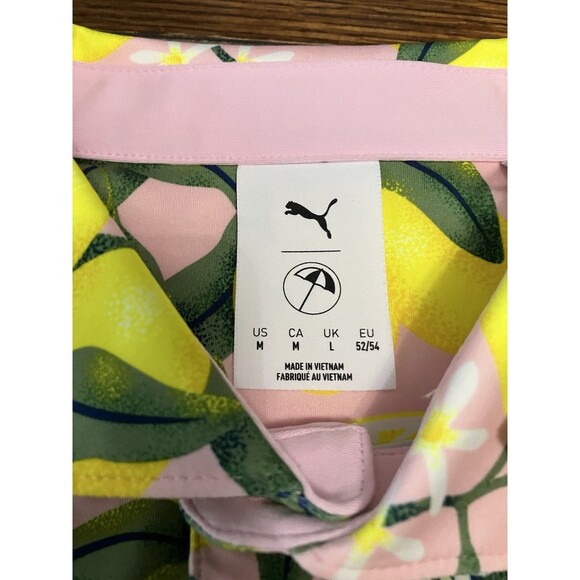 US CA UK EU
M M L 52/54
MADE IN VIETNAM
FABRIQUÉ AU VIETNAM